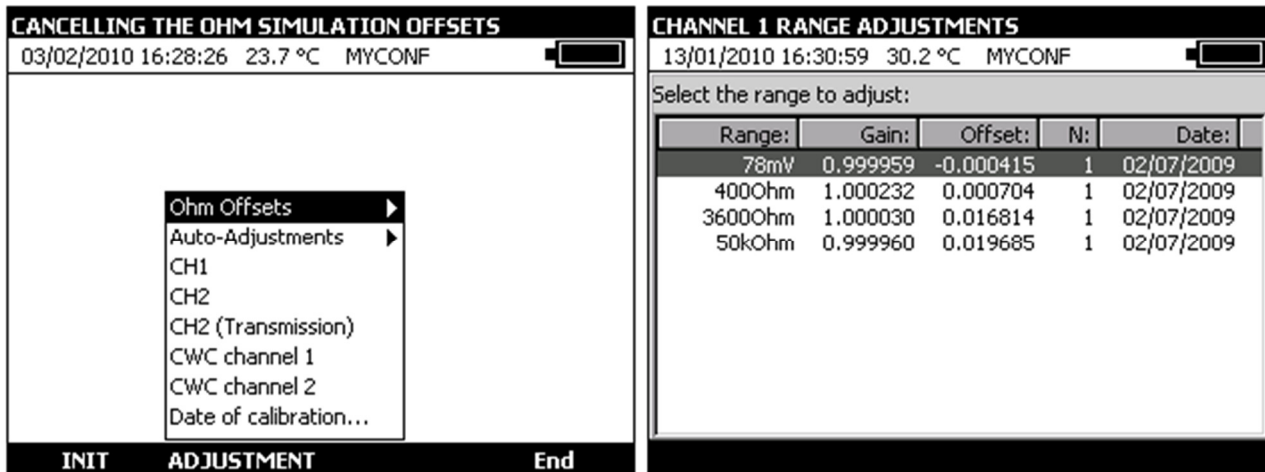 CANCELLING THE OHM SIMULATION OFFSETS
03/02/2010 16:28:26 23.7 °C MYCONF
Ohm Offsets
Auto-Adjustments
CH1
CH2
CH2 (Transmission)
CWC channel 1
CWC channel 2
Date of calibration...
INIT ADJUSTMENT End
CHANNEL 1 RANGE ADJUSTMENTS
13/01/2010 16:30:59 30.2 °C MYCONF
Select the range to adjust:
Range: Gain: Offset: N: Date:
78mV 0.999959 -0.000415 1 02/07/2009
400Ohm 1.000232 0.000704 1 02/07/2009
3600Ohm 1.000030 0.016814 1 02/07/2009
50kOhm 0.999960 0.019685 1 02/07/2009